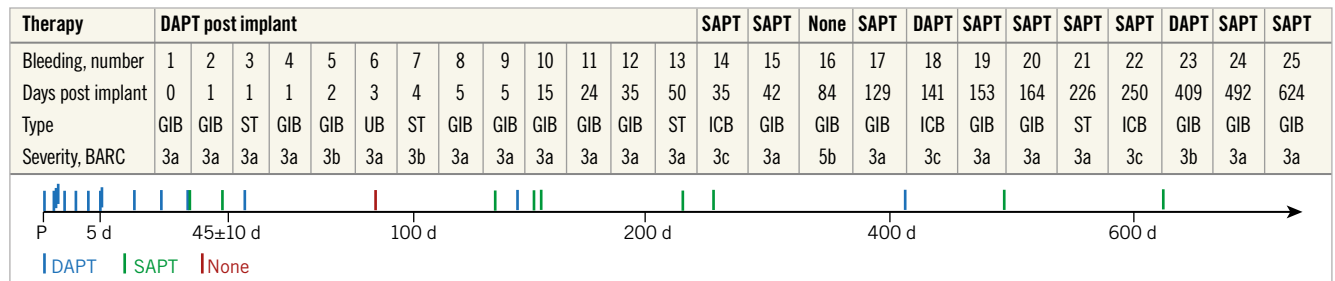 Therapy DAPT post implant SAPT SAPT None SAPT DAPT SAPT SAPT SAPT SAPT DAPT SAPT SAPT
Bleeding, number 1 2 3 4 5 6 7 8 9 10 11 12 13 14 15 16 17 18 19 20 21 22 23 24 25
Days post implant 0 1 1 1 2 3 4 5 5 15 24 35 50 35 42 84 129 141 153 164 226 250 409 492 624
Type GIB GIB ST GIB GIB UB ST GIB GIB GIB GIB GIB ST ICB GIB GIB GIB ICB GIB GIB ST ICB GIB GIB GIB
Severity, BARC 3a 3a 3a 3a 3b 3a 3b 3a 3a 3a 3a 3a 3a 3c 3a 5b 3a 3c 3a 3a 3a 3c 3b 3a 3a
P 5 d 45±10 d 100 d 200 d 400 d 600 d
DAPT SAPT None